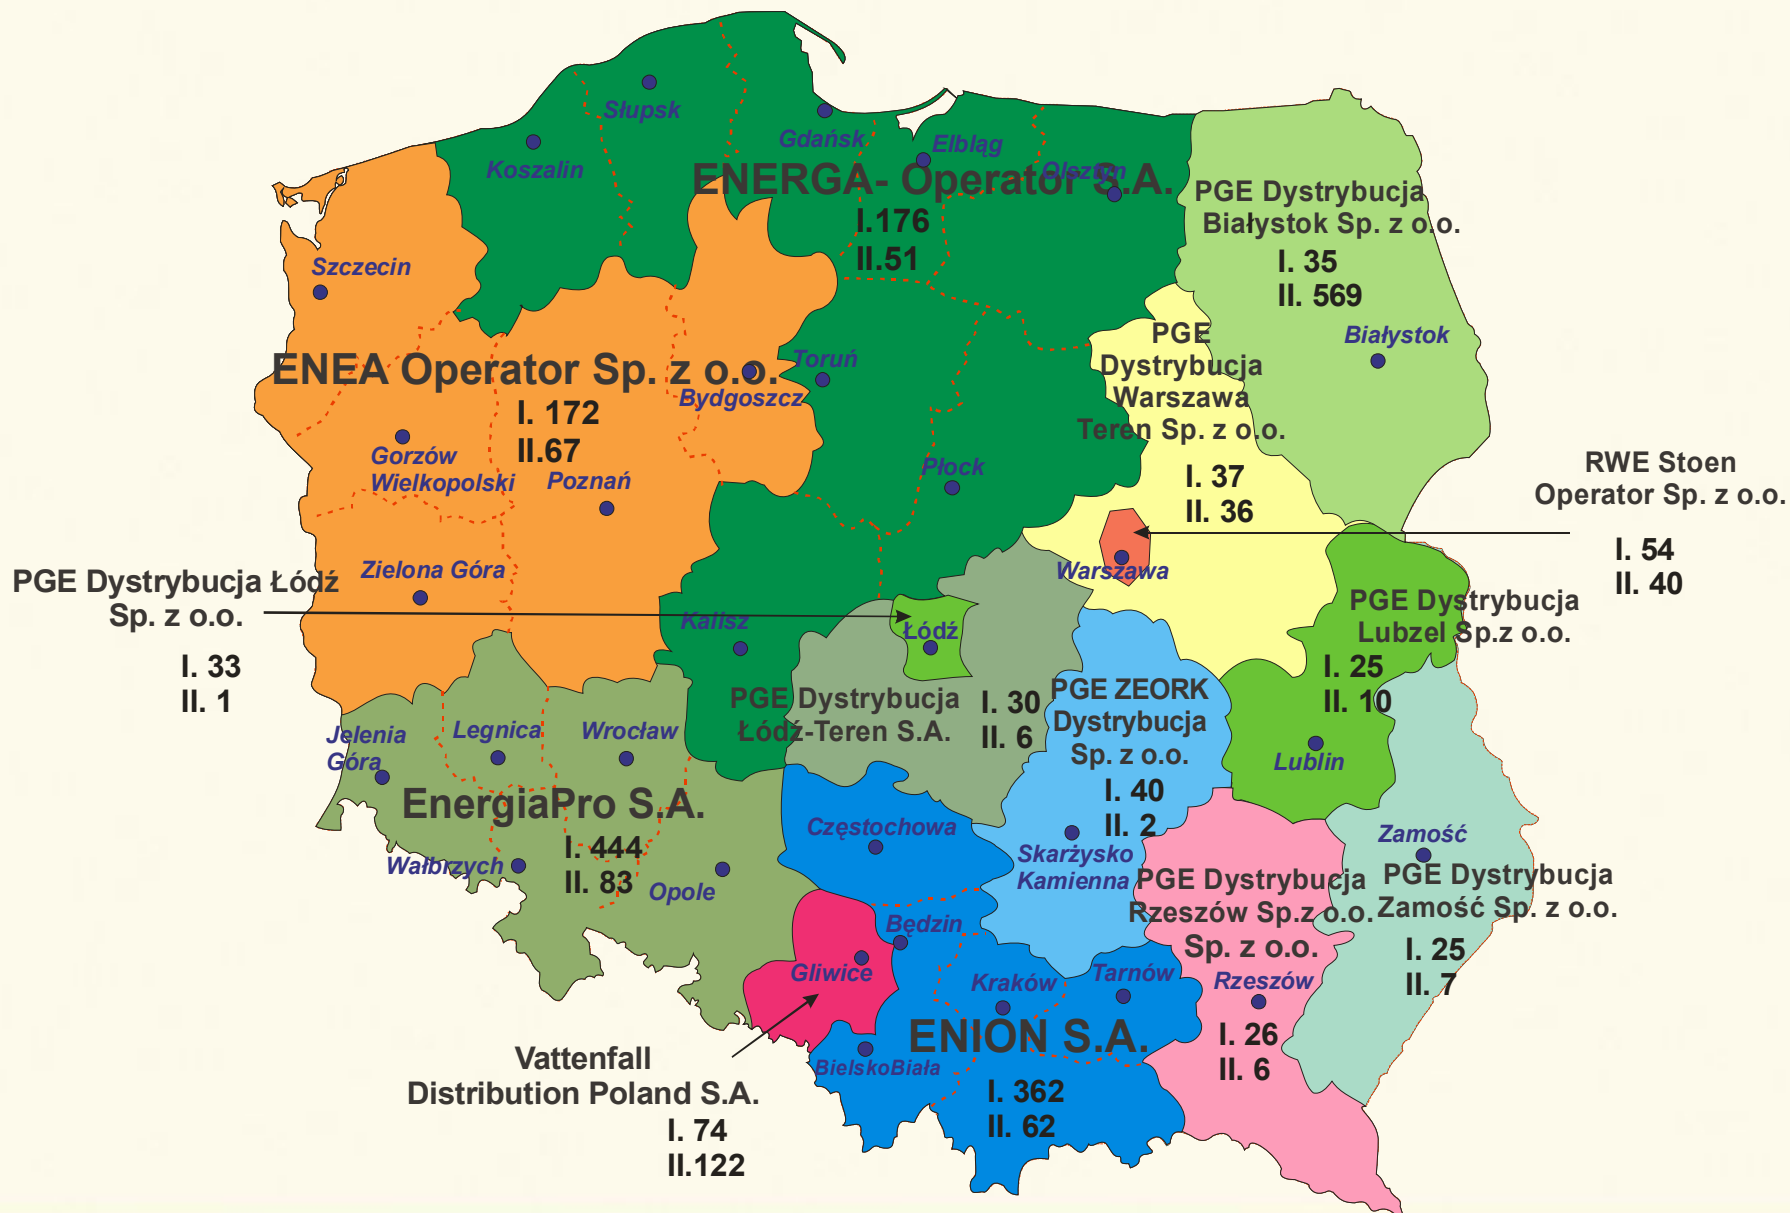 Słupsk
Koszalin
Gdańsk
Elbląg
Olsztyn
ENERGA- Operator S.A.
I.176
II.51
PGE Dystrybucja
Białystok Sp. z o.o.
I. 35
II. 569
Białystok
Szczecin
ENEA Operator Sp. z o.o.
I. 172
II.67
Bydgoszcz
Toruń
Gorzów
Wielkopolski
Poznań
Płock
PGE
Dystrybucja
Warszawa
Teren Sp. z o.o.
I. 37
II. 36
Warszawa
RWE Stoen
Operator Sp. z o.o.
I. 54
II. 40
Zielona Góra
PGE Dystrybucja Łódź
Sp. z o.o.
I. 33
II. 1
Kalisz
Łódź
PGE Dystrybucja
Łódź-Teren S.A.
I. 30
II. 6
PGE Dystrybucja
Lubzel Sp.z o.o.
I. 25
II. 10
Lublin
PGE ZEORK
Dystrybucja
Sp. z o.o.
I. 40
II. 2
Skarżysko
Kamienna
Jelenia
Góra
Legnica
Wrocław
EnergiaPro S.A.
I. 444
II. 83
Wałbrzych
Opole
Częstochowa
Zamość
PGE Dystrybucja
Zamość Sp. z o.o.
I. 25
II. 7
PGE Dystrybucja
Rzeszów Sp.z o.o.
Sp. z o.o.
Rzeszów
I. 26
II. 6
Będzin
Gliwice
Kraków
Tarnów
ENION S.A.
BielskoBiała
I. 362
II. 62
Vattenfall
Distribution Poland S.A.
I. 74
II.122